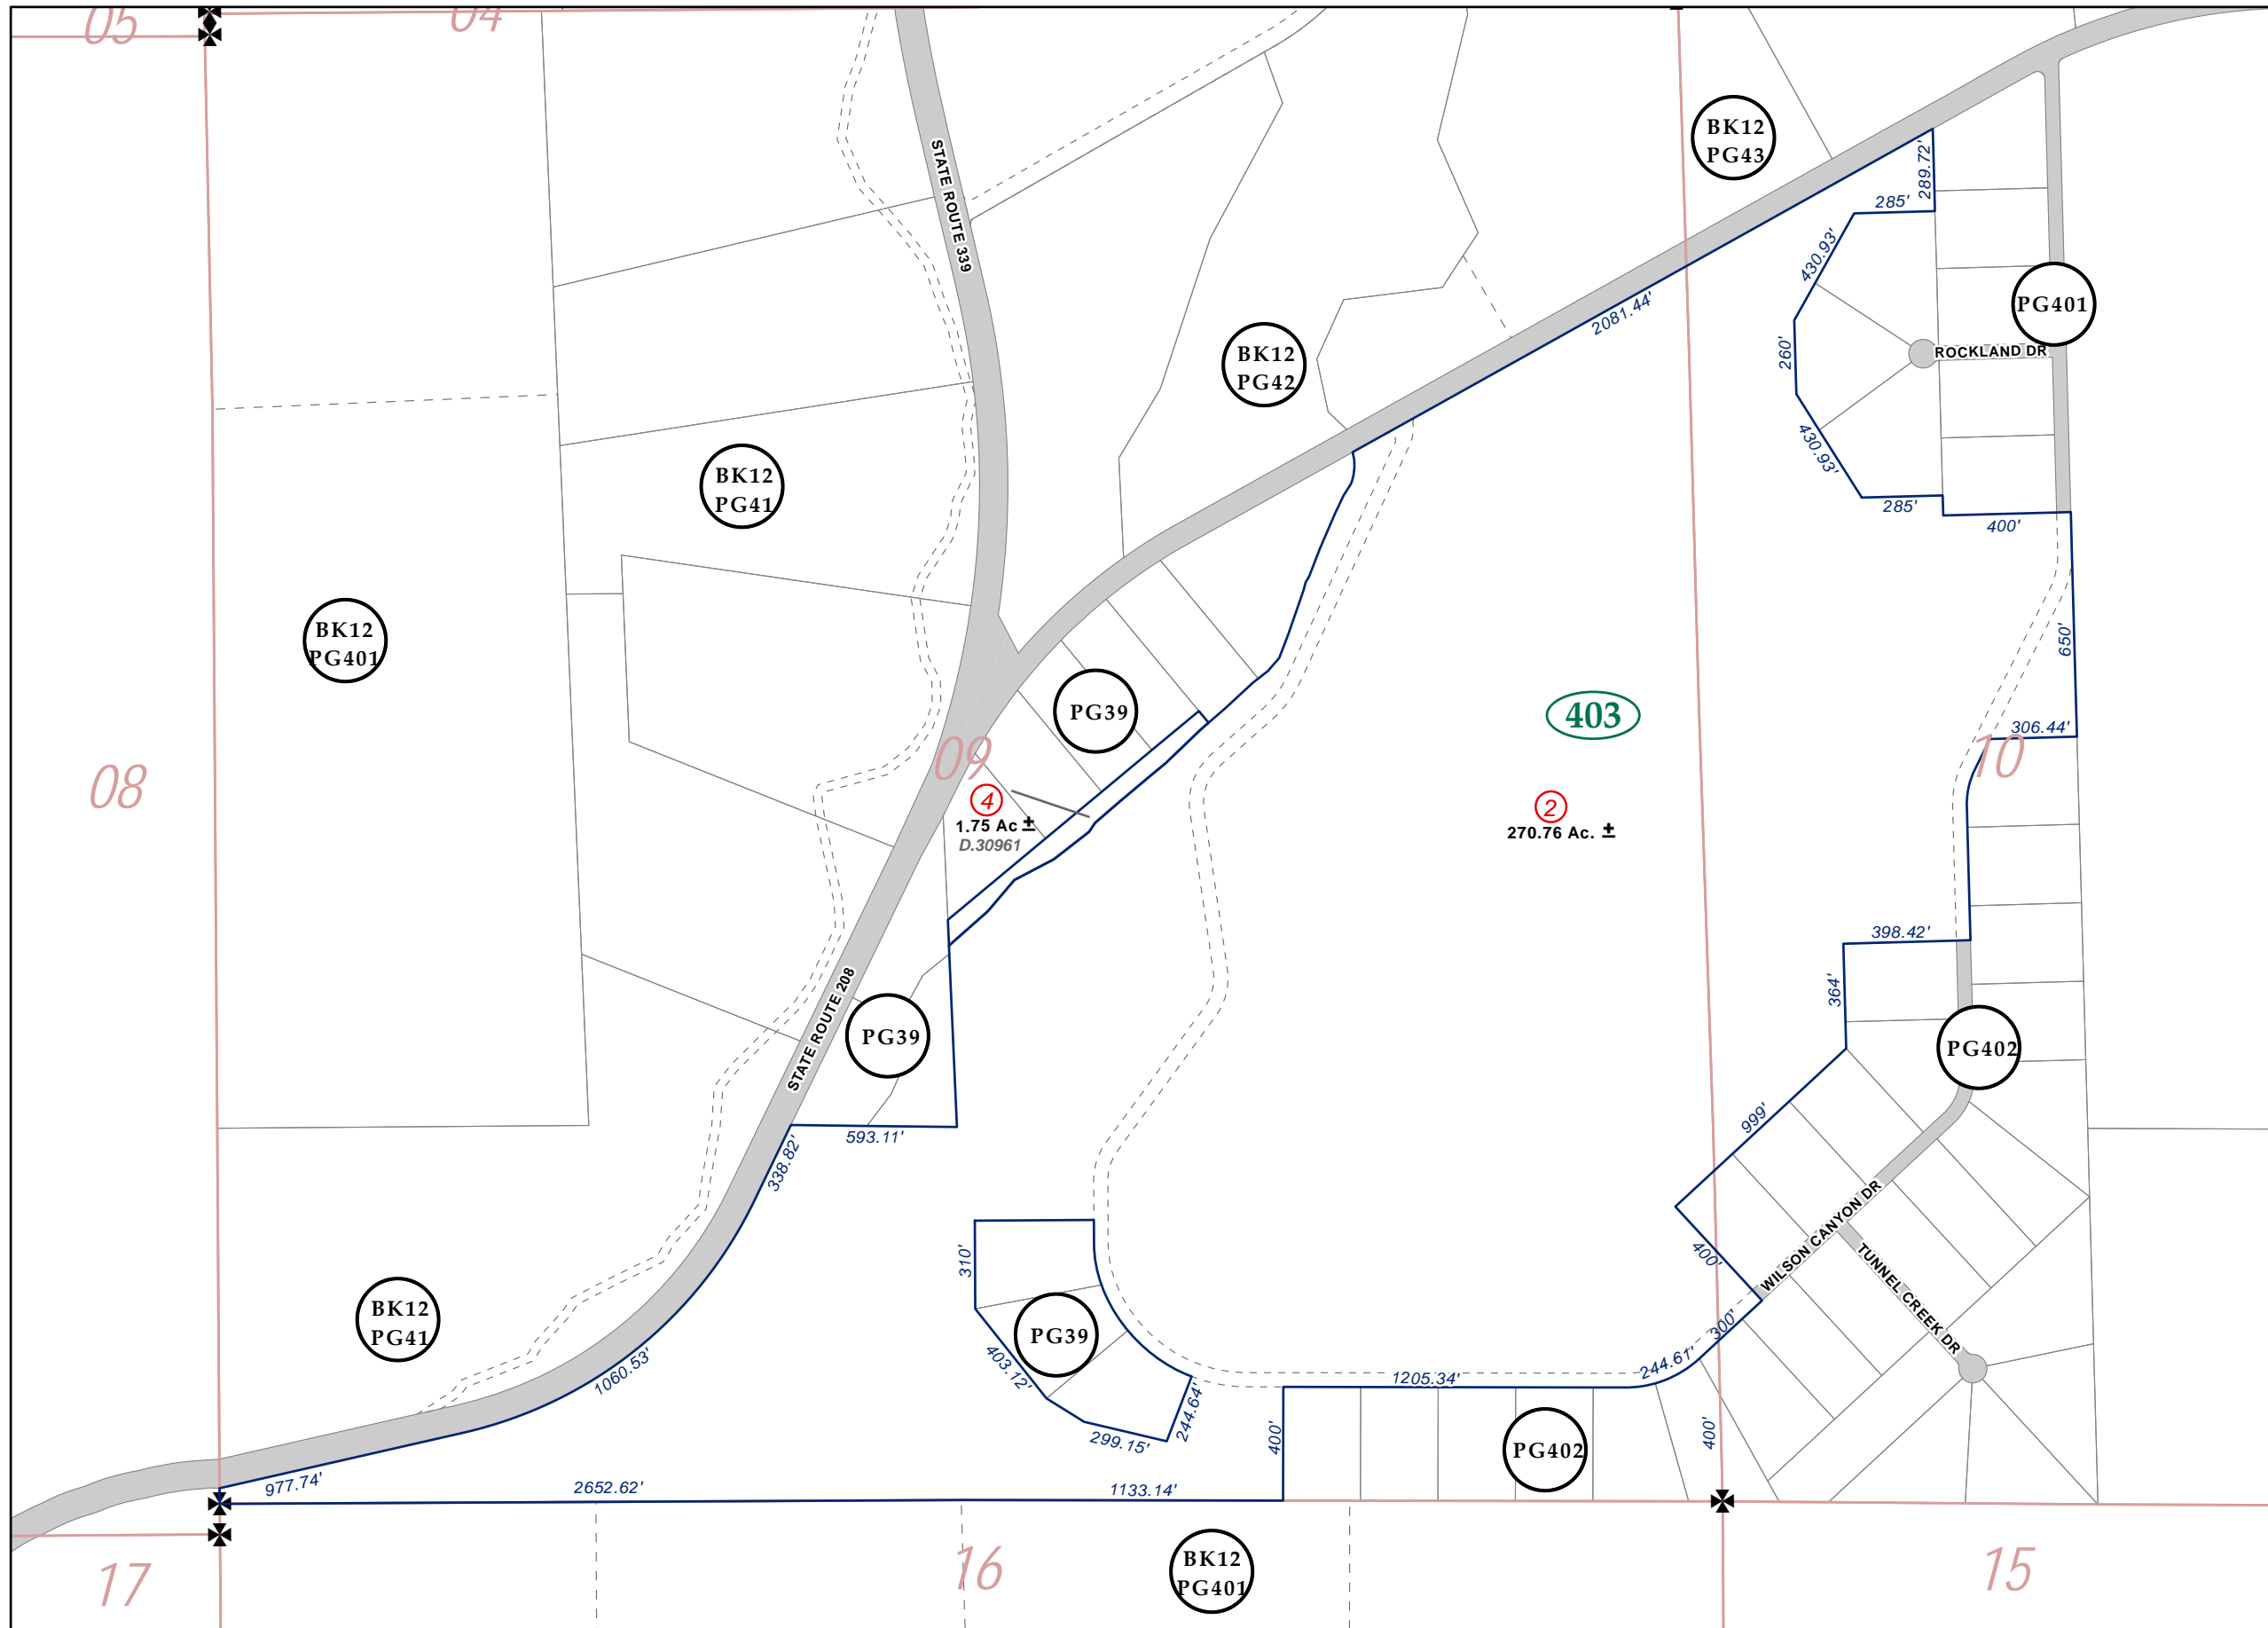 05
04
BK12
PG43
STATE ROUTE 339
289.72'
285'
430.93'
PG401
2081.44'
260'
ROCKLAND DR
BK12
PG42
430.93'
BK12
PG41
285'
400'
BK12
PG401
650'
PG39
403
306.44'
09
10
08
4
1.75 Ac ±
D.30961
2
270.76 Ac. ±
398.42'
364'
STATE ROUTE 208
PG39
PG402
999'
593.11'
338.82'
WILSON CANYON DR
400'
310'
TUNNEL CREEK DR
BK12
PG41
PG39
300'
403.12'
244.61'
1060.53'
1205.34'
244.64'
400'
400'
299.15'
PG402
977.74'
2652.62'
1133.14'
17
16
BK12
PG401
15